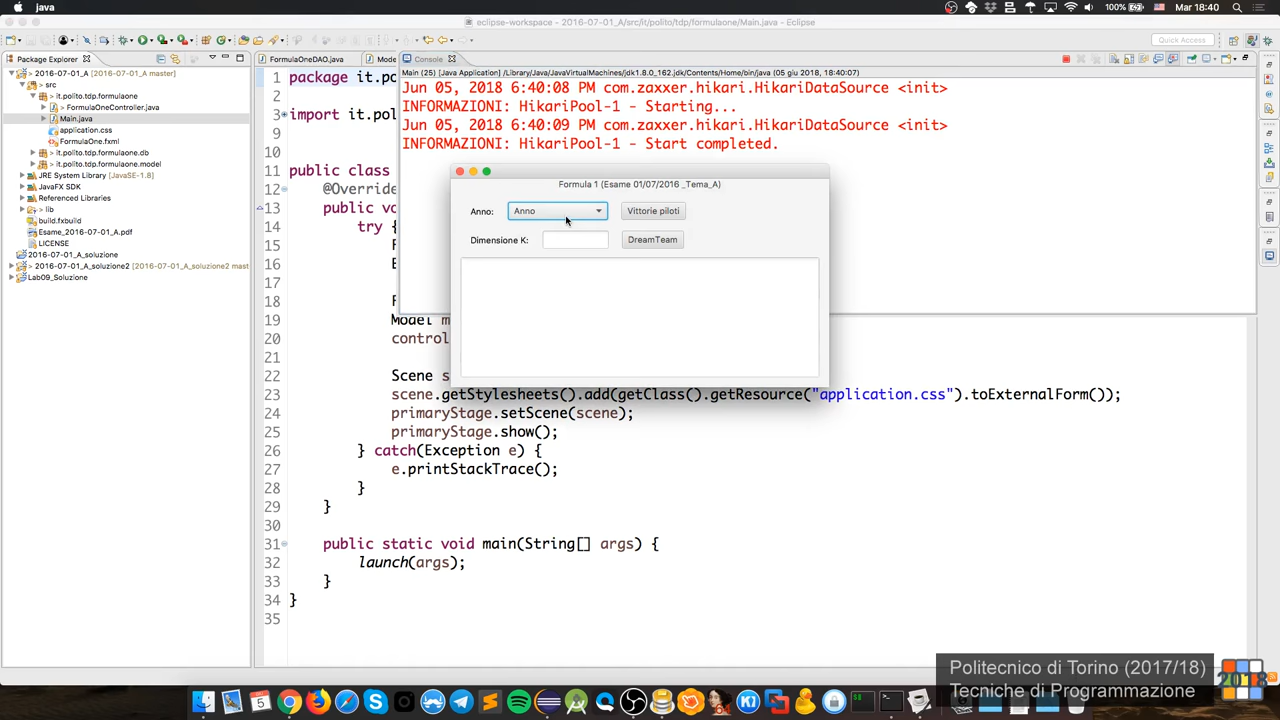 java
100%
Mar 18:40
eclipse-workspace - 2016-07-01_A/src/it/polito/tdp/formulaone/Main.java - Eclipse
Quick Access
Package Explorer
FormulaOneDAO.java
Mode
Console
2016-07-01_A [2016-07-01_A master]
src
it.polito.tdp.formulaone
FormulaOneController.java
Main.java
application.css
FormulaOne.fxml
it.polito.tdp.formulaone.db
it.polito.tdp.formulaone.model
JRE System Library [JavaSE-1.8]
JavaFX SDK
Referenced Libraries
lib
build.fxbuild
Esame_2016-07-01_A.pdf
LICENSE
2016-07-01_A_soluzione
2016-07-01_A_soluzione2 [2016-07-01_A_soluzione2 mast
Lab09_Soluzione
Main (25) [Java Application] /Library/Java/JavaVirtualMachines/jdk1.8.0_162.jdk/Contents/Home/bin/java (05 giu 2018, 18:40:07)
Jun 05, 2018 6:40:08 PM com.zaxxer.hikari.HikariDataSource <init>
INFORMAZIONI: HikariPool-1 - Starting...
Jun 05, 2018 6:40:09 PM com.zaxxer.hikari.HikariDataSource <init>
INFORMAZIONI: HikariPool-1 - Start completed.
Formula 1 (Esame 01/07/2016 _Tema_A)
Anno:
Anno
Vittorie piloti
Dimensione K:
DreamTeam
1 package it.po
2
3 import it.pol
10
11 public class
12 @Override
13 public vo
14 try {
15 F
16
17
18
19 Model m
20 control
21
22 Scene s
23 scene.getStylesheets().add(getClass().getResource("application.css").toExternalForm());
24 primaryStage.setScene(scene);
25 primaryStage.show();
26 } catch(Exception e) {
27 e.printStackTrace();
28 }
29 }
30
31 public static void main(String[] args) {
32 launch(args);
33 }
34 }
35
Politecnico di Torino (2017/18)
Tecniche di Programmazione
2018